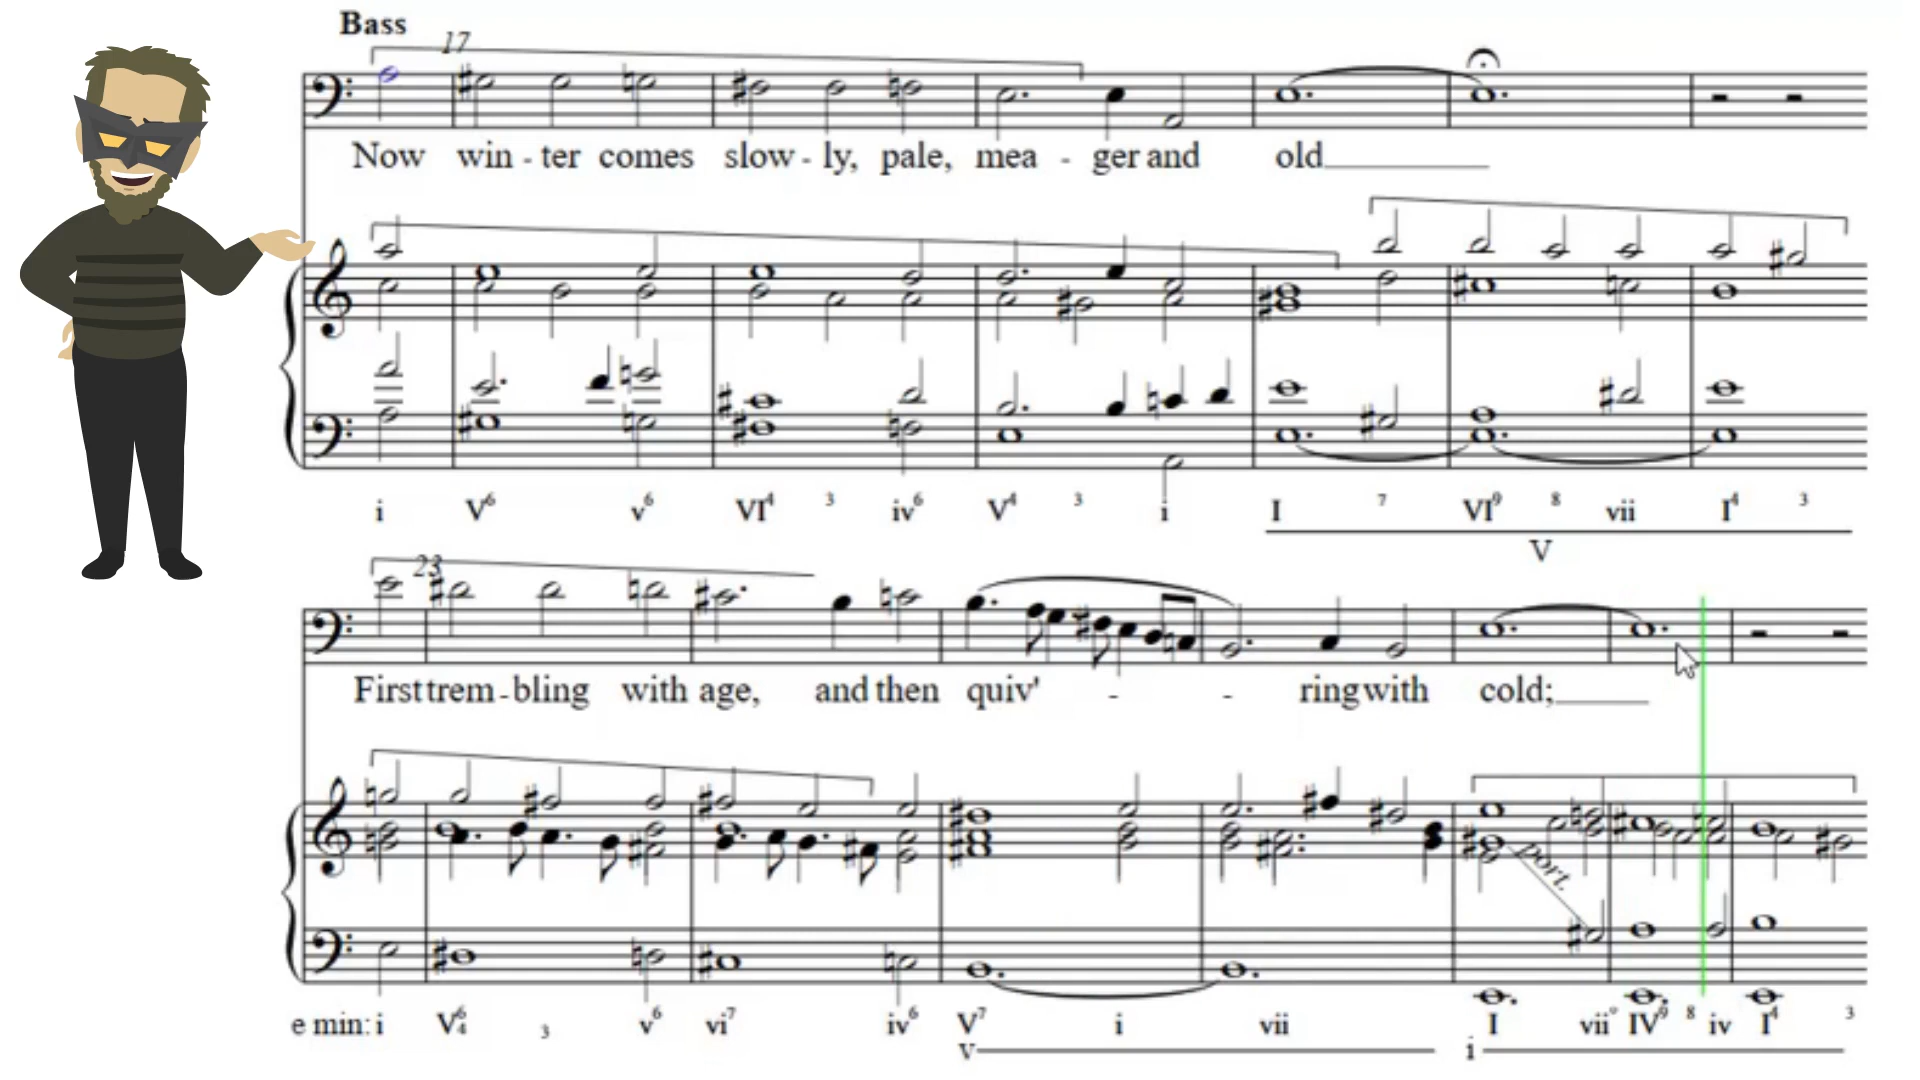 Bass
17
Now win - ter comes slow - ly, pale, mea - ger and old
i V6 v6 VI4 3 iv6 V4 3 i I 7 VI9 8 vii I4 3
V
23
First trem - bling with age, and then quiv' - - ring with cold;
port.
e min: i V6 4 3 v6 vi7 iv6 V7 i vii I vii° IV9 8 iv I4 3
V i